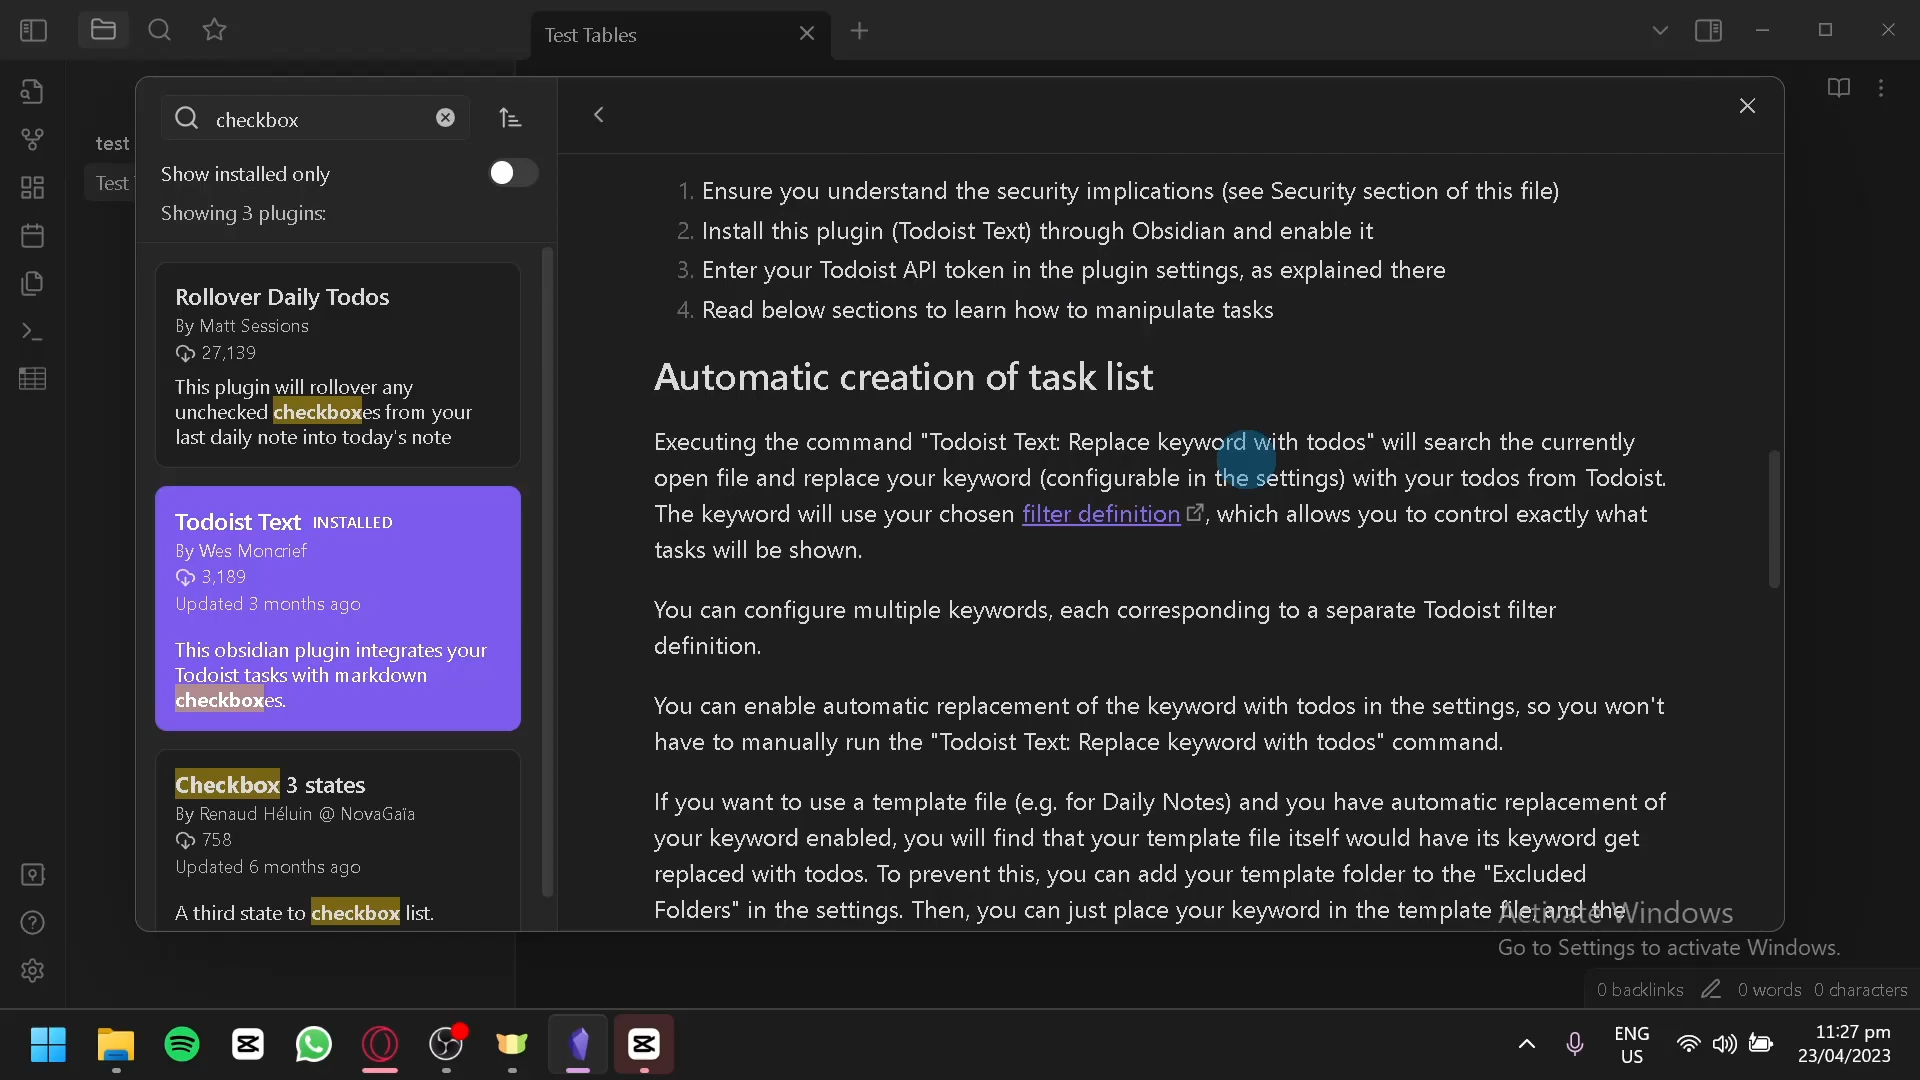 Test Tables
test
Test
checkbox
Show installed only
Showing 3 plugins:
Rollover Daily Todos
By Matt Sessions
27,139
This plugin will rollover any
unchecked checkboxes from your
last daily note into today's note
Todoist Text INSTALLED
By Wes Moncrief
3,189
Updated 3 months ago
This obsidian plugin integrates your
Todoist tasks with markdown
checkboxes.
Checkbox 3 states
By Renaud Héluin @ NovaGaïa
758
Updated 6 months ago
A third state to checkbox list.
1. Ensure you understand the security implications (see Security section of this file)
2. Install this plugin (Todoist Text) through Obsidian and enable it
3. Enter your Todoist API token in the plugin settings, as explained there
4. Read below sections to learn how to manipulate tasks
Automatic creation of task list
Executing the command "Todoist Text: Replace keyword with todos" will search the currently
open file and replace your keyword (configurable in the settings) with your todos from Todoist.
The keyword will use your chosen filter definition, which allows you to control exactly what
tasks will be shown.
You can configure multiple keywords, each corresponding to a separate Todoist filter
definition.
You can enable automatic replacement of the keyword with todos in the settings, so you won't
have to manually run the "Todoist Text: Replace keyword with todos" command.
If you want to use a template file (e.g. for Daily Notes) and you have automatic replacement of
your keyword enabled, you will find that your template file itself would have its keyword get
replaced with todos. To prevent this, you can add your template folder to the "Excluded
Folders" in the settings. Then, you can just place your keyword in the template file, and the
Activate Windows
Go to Settings to activate Windows.
0 backlinks 0 words 0 characters
ENG
US
11:27 pm
23/04/2023